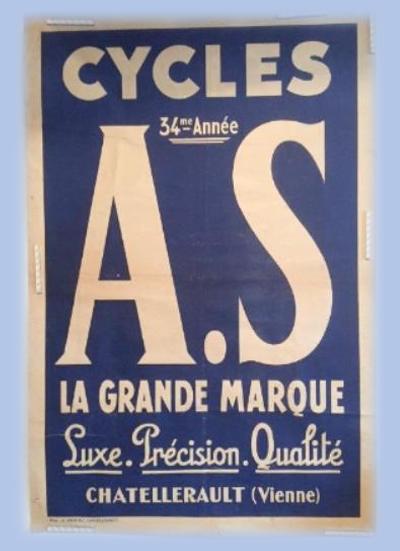 CYCLES
34me Année
A.S
LA GRANDE MARQUE
Luxe. Précision. Qualité
CHATELLERAULT (Vienne)